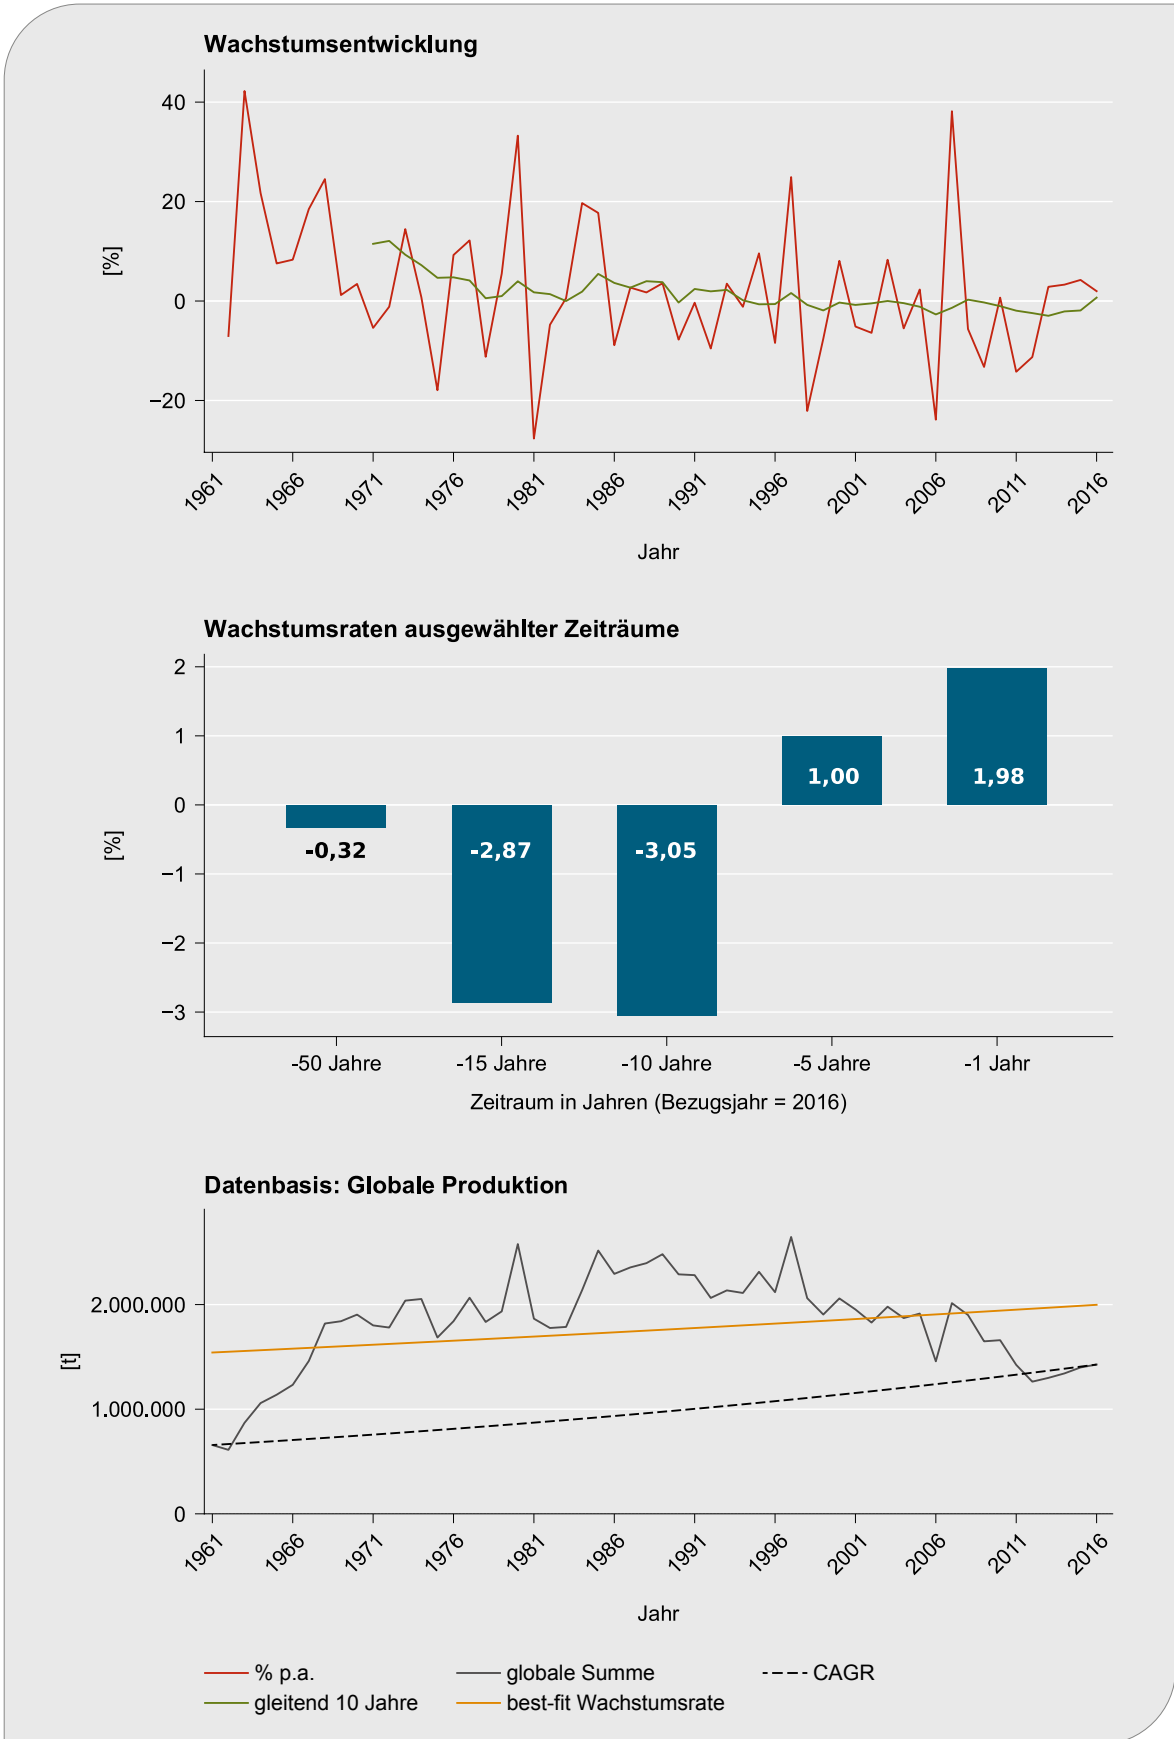 Wachstumsentwicklung
40
20
0
−20
[%]
1961
1966
1971
1976
1981
1986
1991
1996
2001
2006
2011
2016
Jahr
Wachstumsraten ausgewählter Zeiträume
2
1
0
−1
−2
−3
[%]
-0,32
-2,87
-3,05
1,00
1,98
-50 Jahre
-15 Jahre
-10 Jahre
-5 Jahre
-1 Jahr
Zeitraum in Jahren (Bezugsjahr = 2016)
Datenbasis: Globale Produktion
2.000.000
1.000.000
0
[t]
1961
1966
1971
1976
1981
1986
1991
1996
2001
2006
2011
2016
Jahr
% p.a.
globale Summe
CAGR
gleitend 10 Jahre
best-fit Wachstumsrate